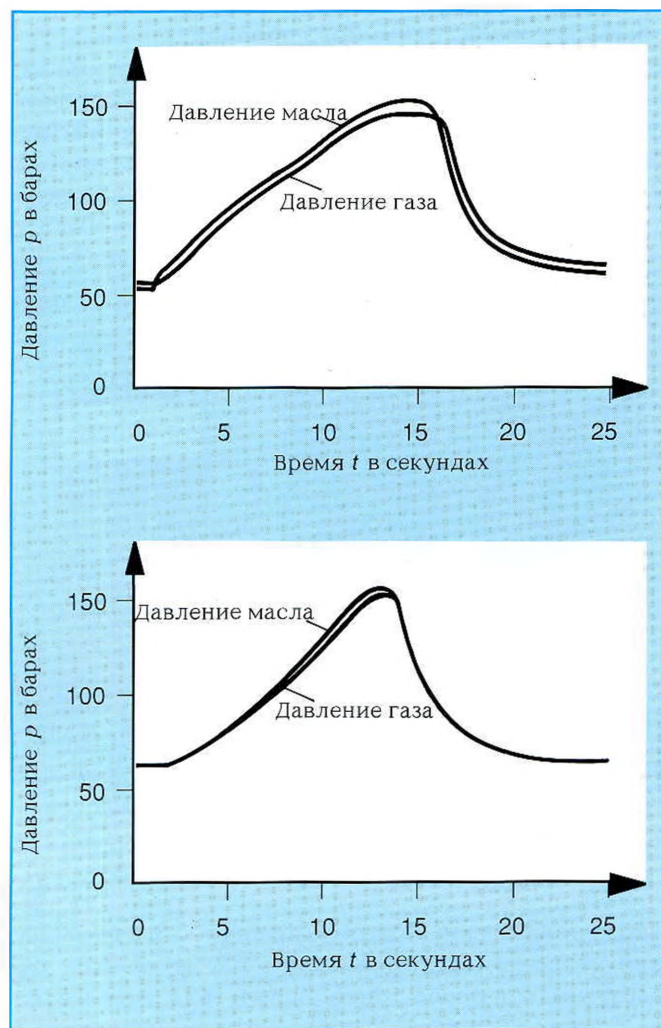 Давление p в барах
150
100
50
0
Давление масла
Давление газа
0 5 10 15 20 25
Время t в секундах
Давление p в барах
150
100
50
0
Давление масла
Давление газа
0 5 10 15 20 25
Время t в секундах